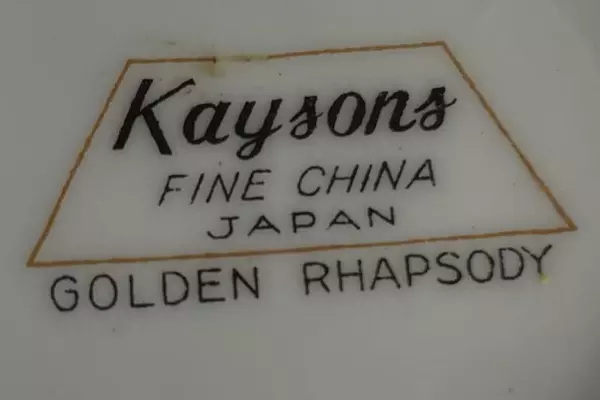 Kaysons
FINE CHINA
JAPAN
GOLDEN RHAPSODY